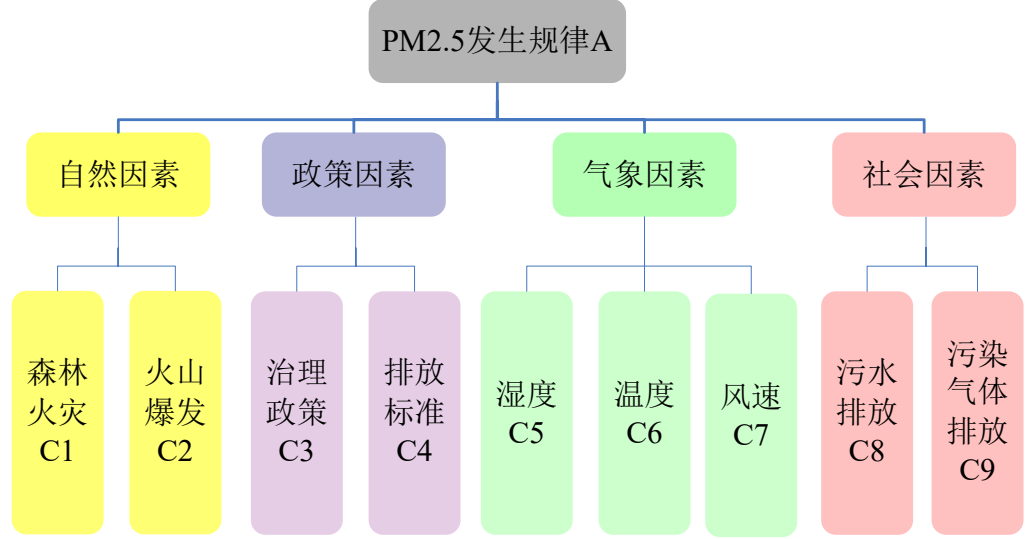 PM2.5发生规律A
自然因素
政策因素
气象因素
社会因素
森林
火灾
C1
火山
爆发
C2
治理
政策
C3
排放
标准
C4
湿度
C5
温度
C6
风速
C7
污水
排放
C8
污染
气体
排放
C9